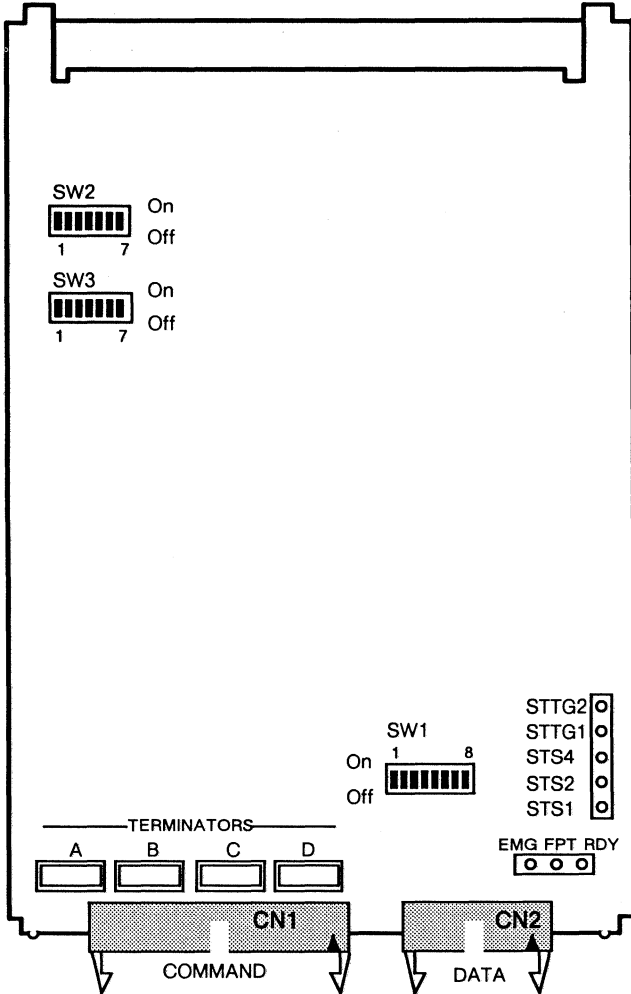 SW2
On
Off
1 7
SW3
On
Off
1 7
STTG2
STTG1
STS4
STS2
STS1
SW1
1 8
On
Off
TERMINATORS
A B C D
EMG FPT RDY
CN1 CN2
COMMAND DATA